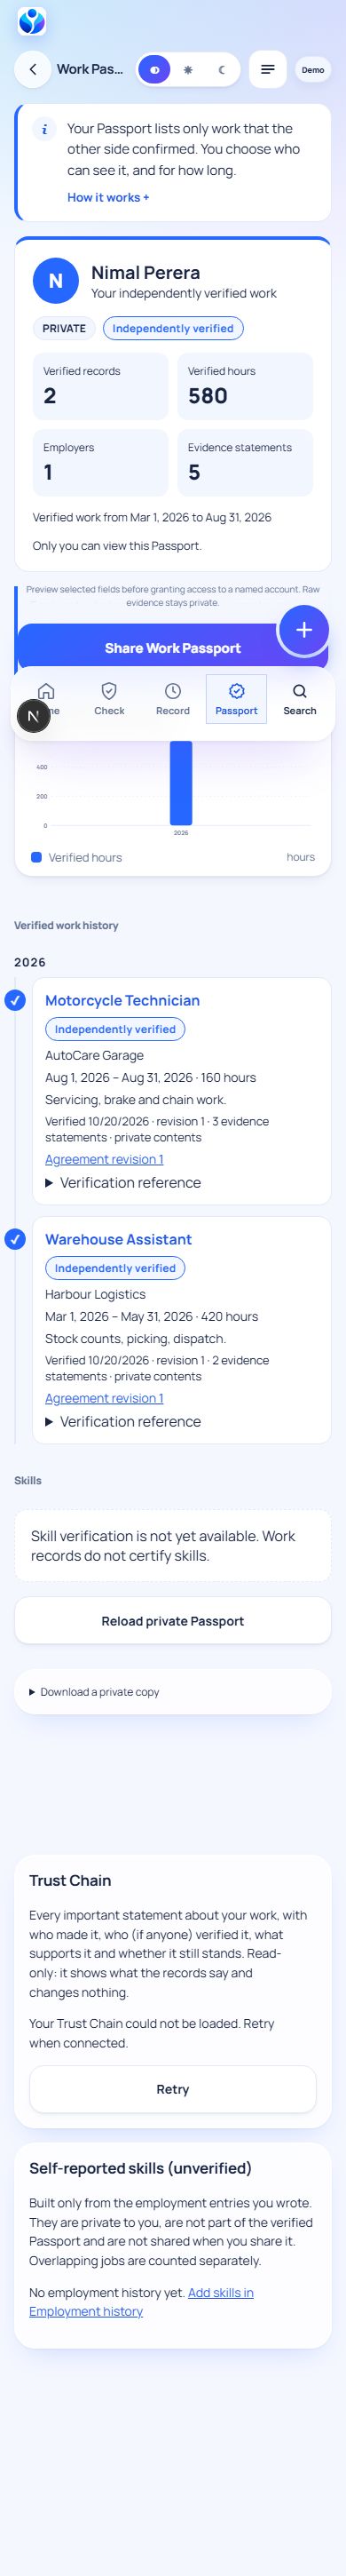 Work Pas...
Demo
i
Your Passport lists only work that the
other side confirmed. You choose who
can see it, and for how long.
How it works +
N
Nimal Perera
Your independently verified work
PRIVATE
Independently verified
Verified records
2
Verified hours
580
Employers
1
Evidence statements
5
Verified work from Mar 1, 2026 to Aug 31, 2026
Only you can view this Passport.
Preview selected fields before granting access to a named account. Raw
evidence stays private.
Share Work Passport
+
N
Check
Record
Passport
Search
400
200
0
2026
Verified hours
hours
Verified work history
2026
Motorcycle Technician
Independently verified
AutoCare Garage
Aug 1, 2026 – Aug 31, 2026 · 160 hours
Servicing, brake and chain work.
Verified 10/20/2026 · revision 1 · 3 evidence
statements · private contents
Agreement revision 1
Verification reference
Warehouse Assistant
Independently verified
Harbour Logistics
Mar 1, 2026 – May 31, 2026 · 420 hours
Stock counts, picking, dispatch.
Verified 10/20/2026 · revision 1 · 2 evidence
statements · private contents
Agreement revision 1
Verification reference
Skills
Skill verification is not yet available. Work
records do not certify skills.
Reload private Passport
Download a private copy
Trust Chain
Every important statement about your work, with
who made it, who (if anyone) verified it, what
supports it and whether it still stands. Read-
only: it shows what the records say and
changes nothing.
Your Trust Chain could not be loaded. Retry
when connected.
Retry
Self-reported skills (unverified)
Built only from the employment entries you wrote.
They are private to you, are not part of the verified
Passport and are not shared when you share it.
Overlapping jobs are counted separately.
No employment history yet. Add skills in
Employment history